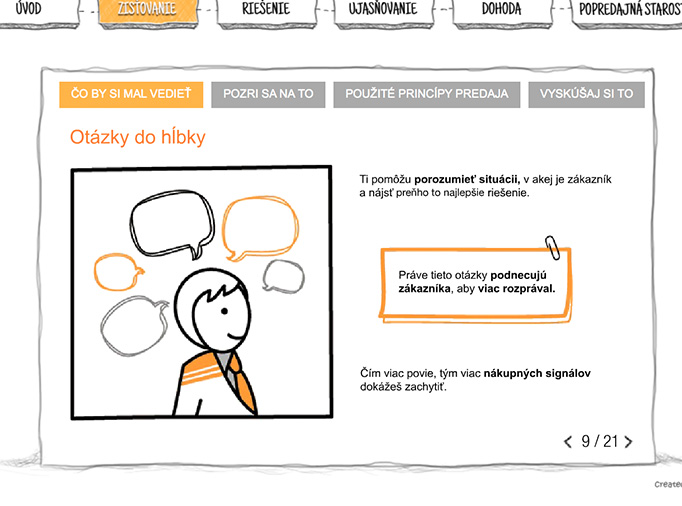 ÚVOD
ZISŤOVANIE
RIEŠENIE
UJASŇOVANIE
DOHODA
POPREDAJNÁ STAROST
ČO BY SI MAL VEDIEŤ
POZRI SA NA TO
POUŽITÉ PRINCÍPY PREDAJA
VYSKÚŠAJ SI TO
Otázky do hĺbky
Ti pomôžu porozumieť situácii, v akej je zákazník
a nájsť preňho to najlepšie riešenie.
Práve tieto otázky podnecujú
zákazníka, aby viac rozprával.
Čím viac povie, tým viac nákupných signálov
dokážeš zachytiť.
9 / 21
Created